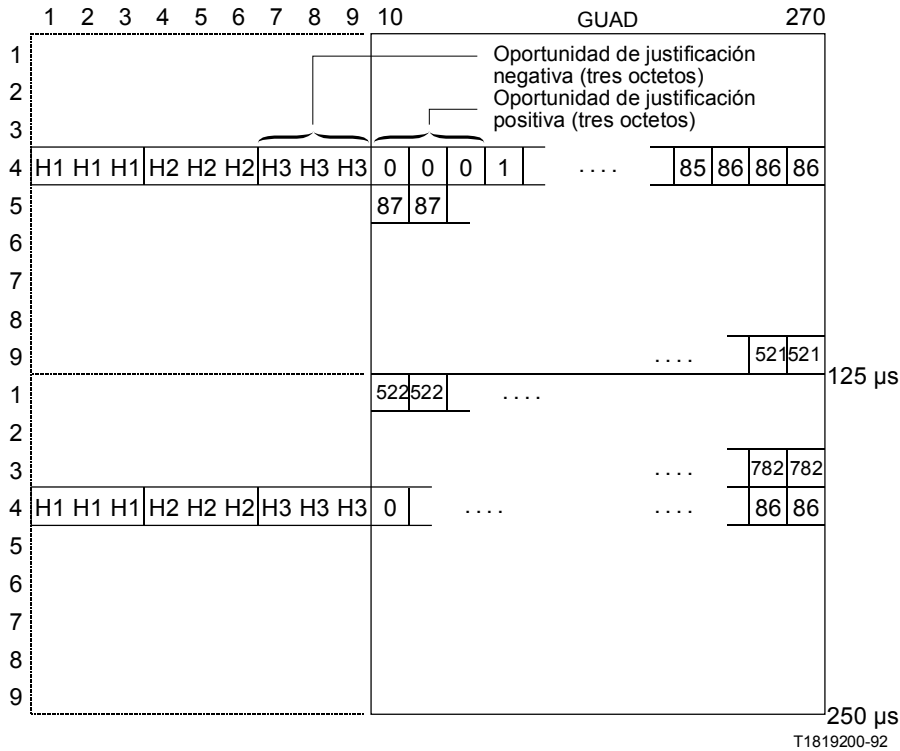 1 2 3 4 5 6 7 8 9 10 GUAD 270
1 Oportunidad de justificación
negativa (tres octetos)
2 Oportunidad de justificación
positiva (tres octetos)
3
4 H1 H1 H1 H2 H2 H2 H3 H3 H3 0 0 0 1 .... 85 86 86 86
5 87 87
6
7
8
9 .... 521 521
125 µs
1 522 522 ....
2
3 .... 782 782
4 H1 H1 H1 H2 H2 H2 H3 H3 H3 0 .... .... 86 86
5
6
7
8
9
250 µs
T1819200-92